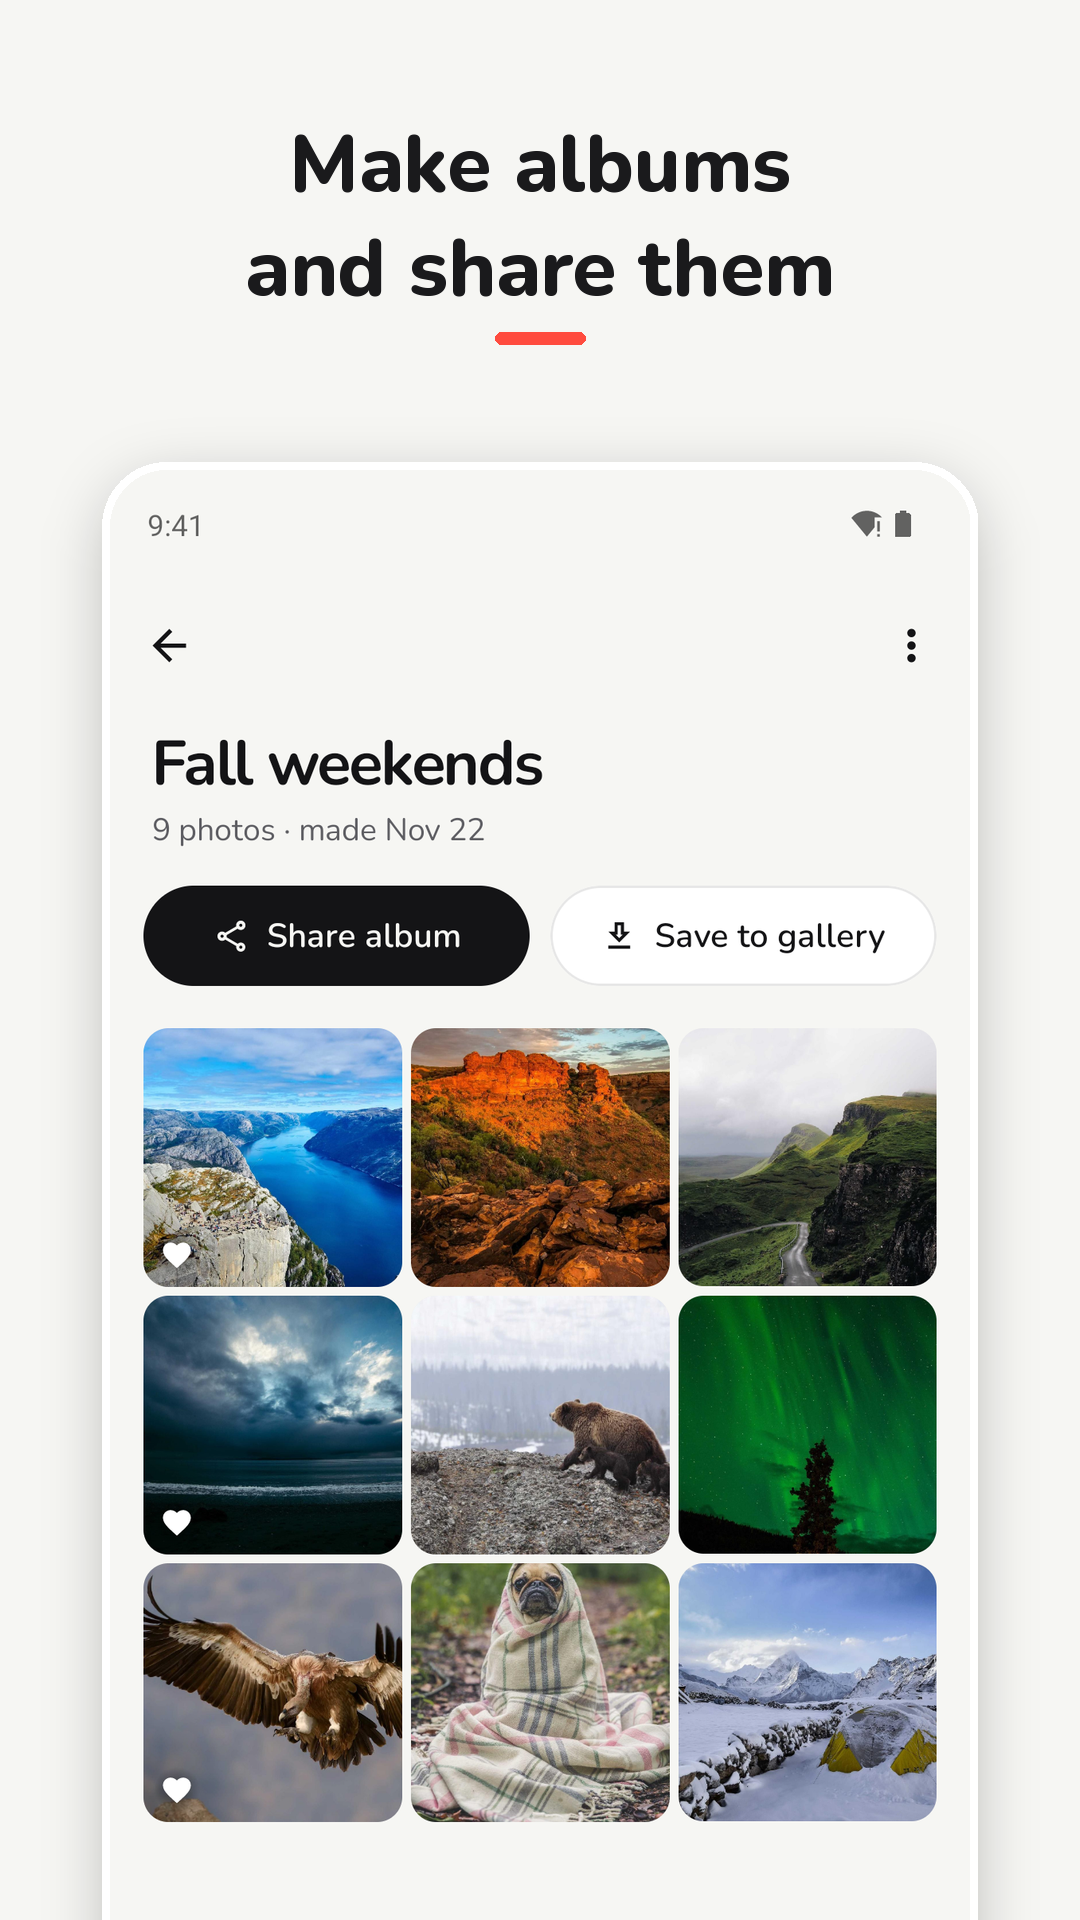 Make albums
and share them
9:41
Fall weekends
9 photos · made Nov 22
Share album
Save to gallery